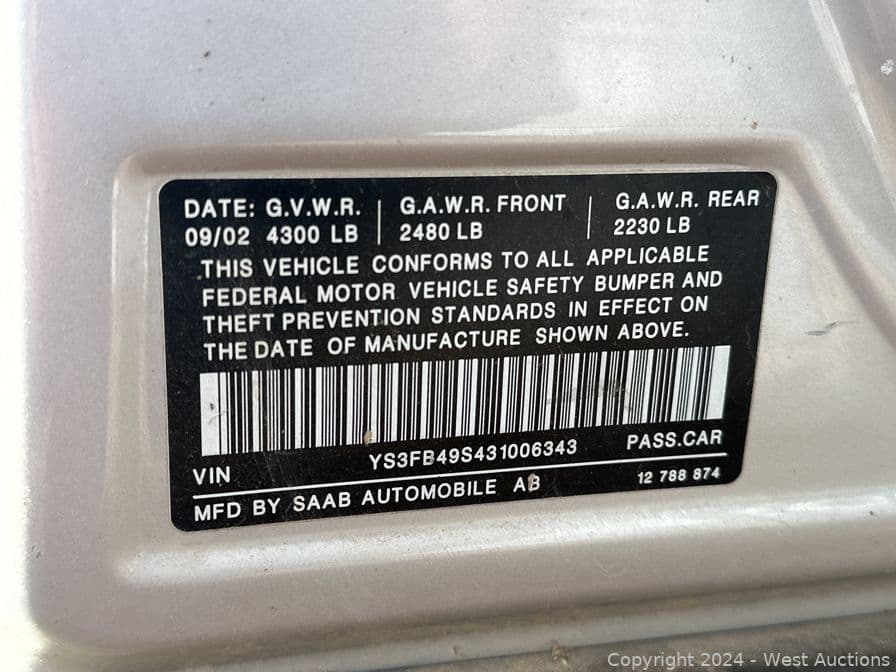 DATE: G.V.W.R. | G.A.W.R. FRONT | G.A.W.R. REAR
09/02 4300 LB | 2480 LB | 2230 LB
THIS VEHICLE CONFORMS TO ALL APPLICABLE
FEDERAL MOTOR VEHICLE SAFETY BUMPER AND
THEFT PREVENTION STANDARDS IN EFFECT ON
THE DATE OF MANUFACTURE SHOWN ABOVE.
VIN YS3FB49S431006343 PASS.CAR
MFD BY SAAB AUTOMOBILE AB 12 788 874
Copyright 2024 - West Auctions